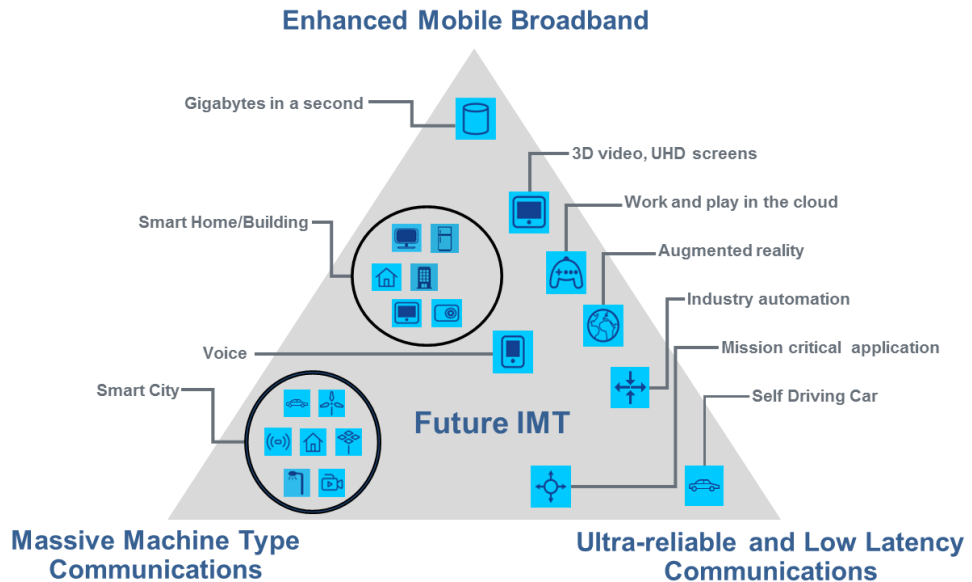 Enhanced Mobile Broadband
Gigabytes in a second
3D video, UHD screens
Work and play in the cloud
Smart Home/Building
Augmented reality
Industry automation
Voice
Mission critical application
Smart City
Self Driving Car
Future IMT
Massive Machine Type
Communications
Ultra-reliable and Low Latency
Communications